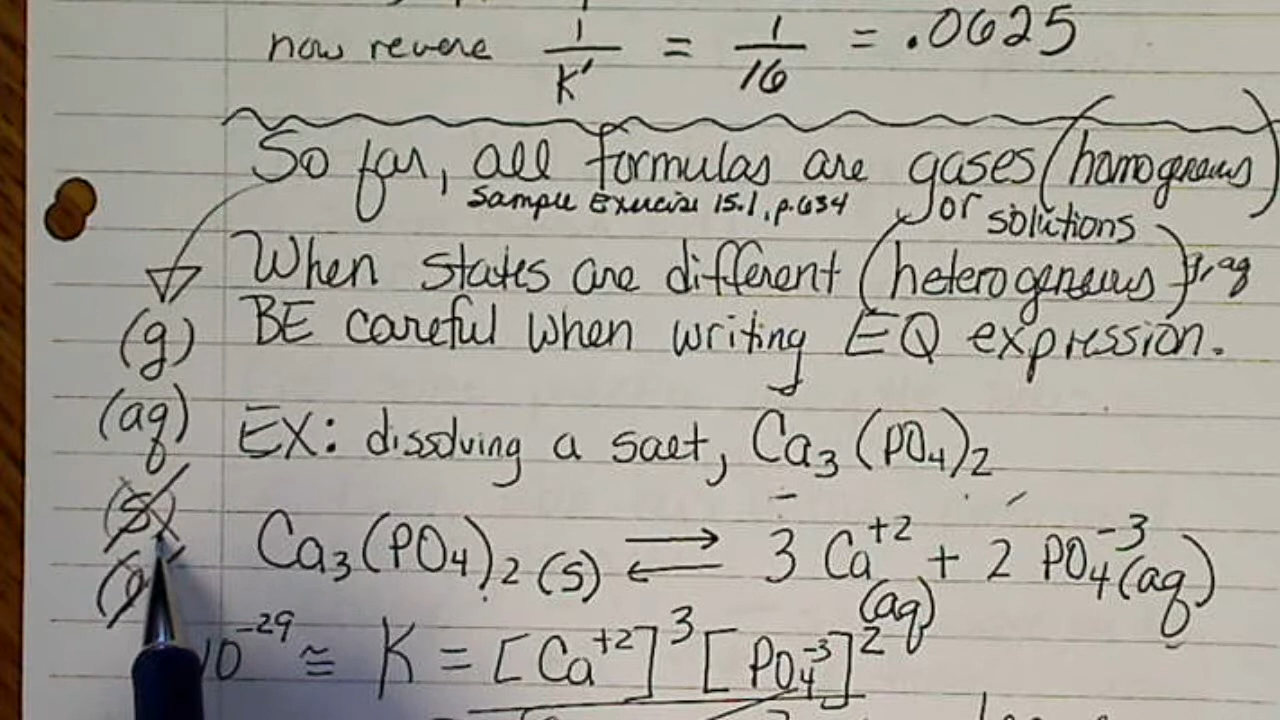 now revere 1/K' = 1/16 = .0625
So far, all formulas are gases (homogeneous)
Sample Exercise 15.1, p.634 or solutions
When states are different (heterogeneous) , aq
(g) BE careful when writing EQ expression.
(aq) EX: dissolving a salt, Ca₃(PO₄)₂
(s) Ca₃(PO₄)₂ (s) ⇌ 3 Ca⁺² (aq) + 2 PO₄⁻³ (aq)
10⁻²⁹ ≅ K = [Ca⁺²]³ [PO₄⁻³]²